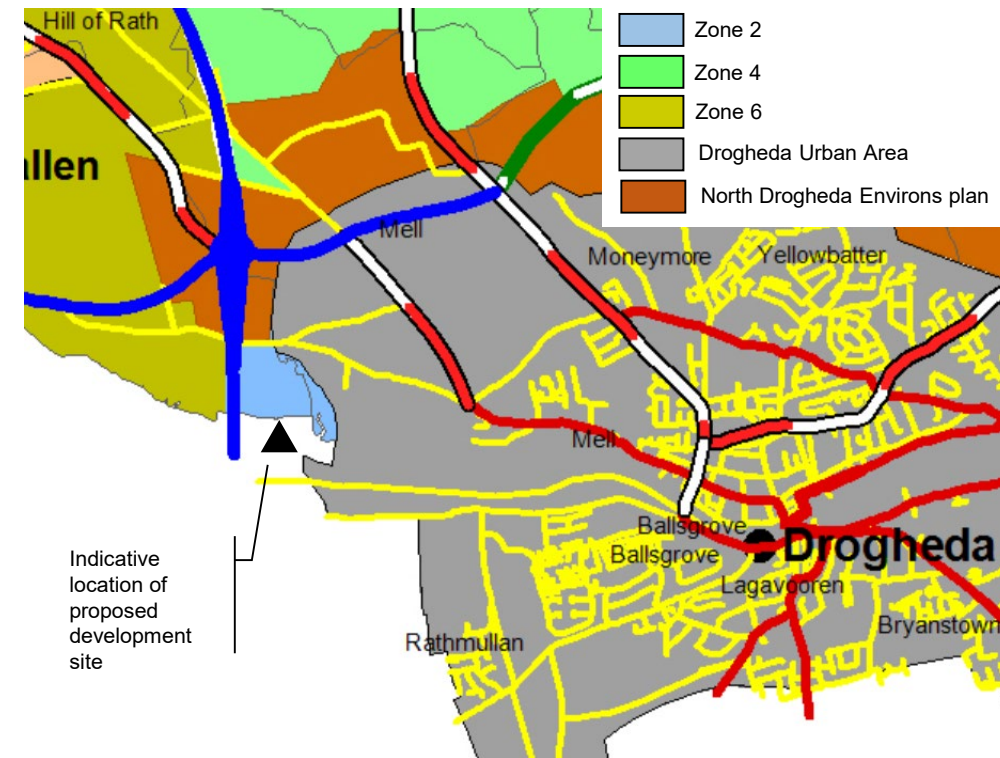 Hill of Rath
Zone 2
Zone 4
Zone 6
Drogheda Urban Area
North Drogheda Environs plan
allen
Mell
Moneymore
Yellowbatter
Mell
Ballsgrove
Ballsgrove
Drogheda
Lagavooren
Bryanstown
Rathmullan
Indicative
location of
proposed
development
site